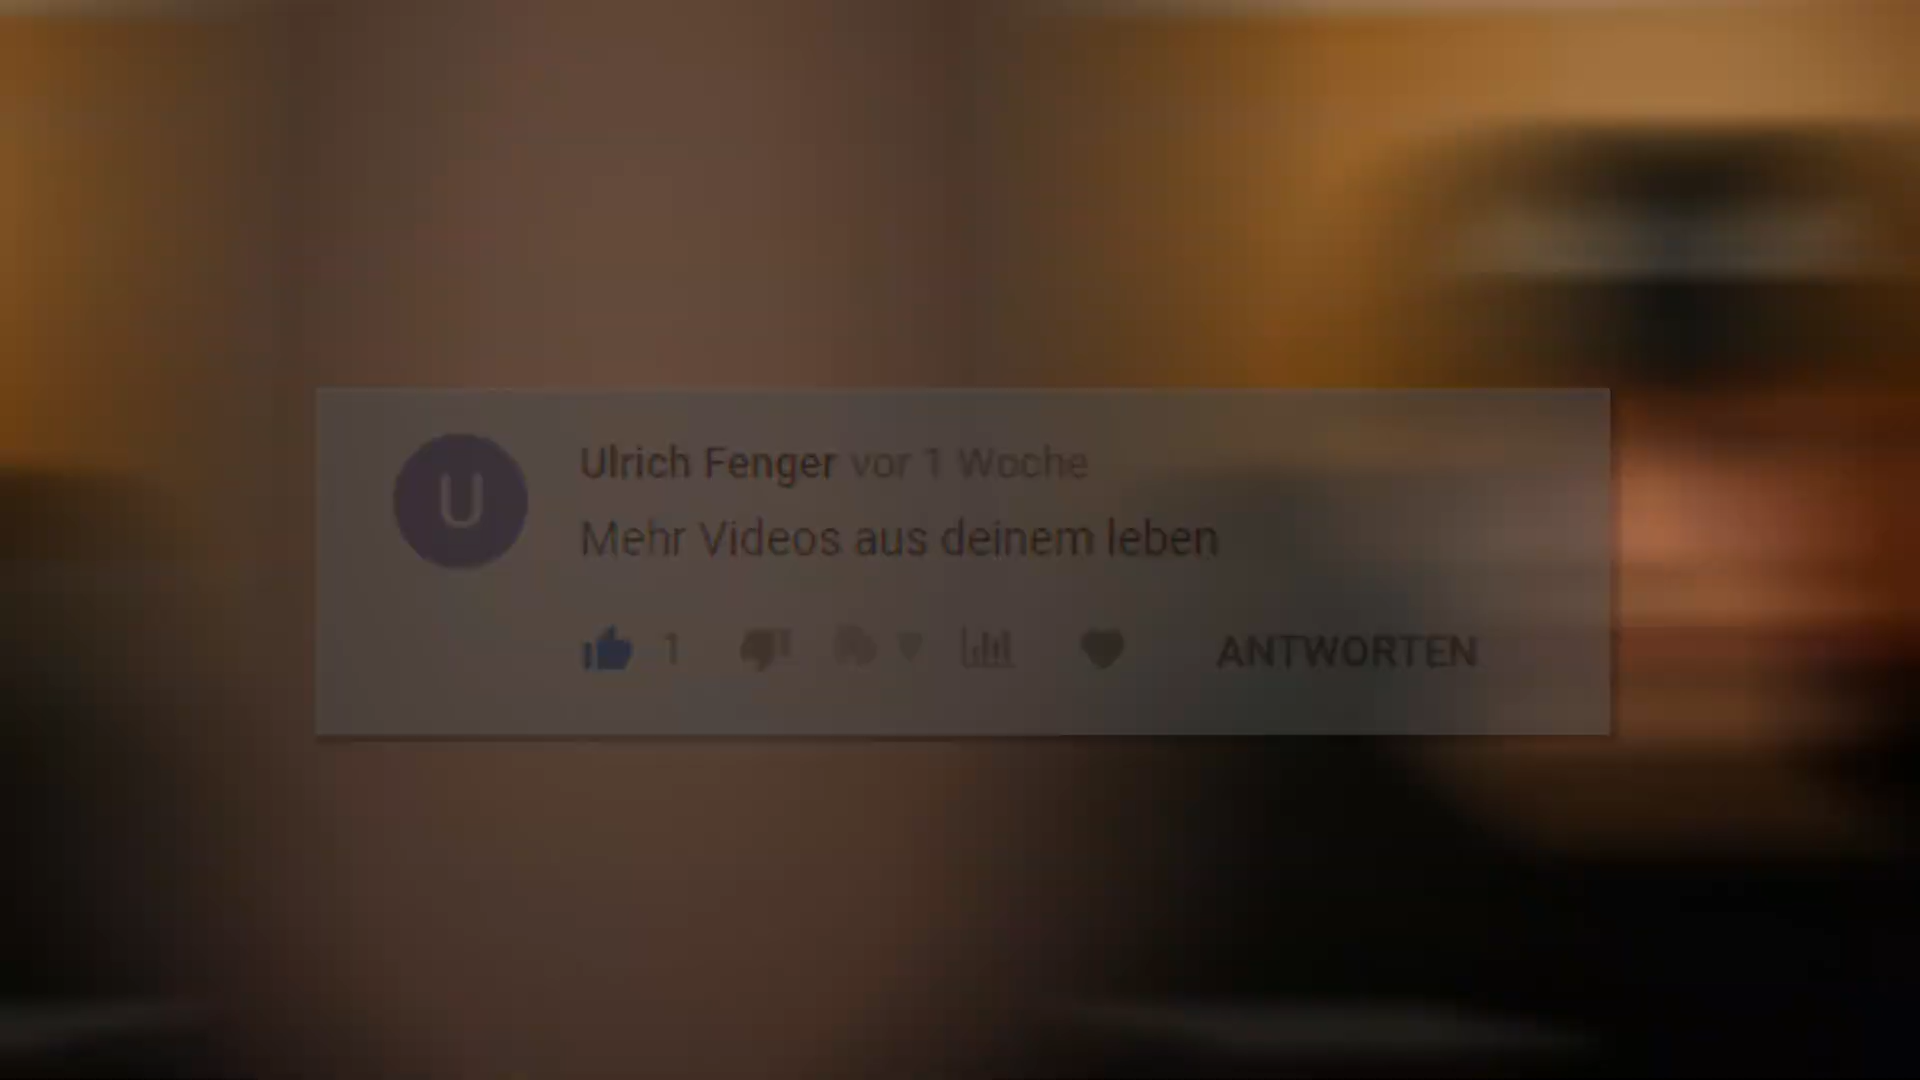 U
Ulrich Fenger vor 1 Woche
Mehr Videos aus deinem leben
1 ANTWORTEN